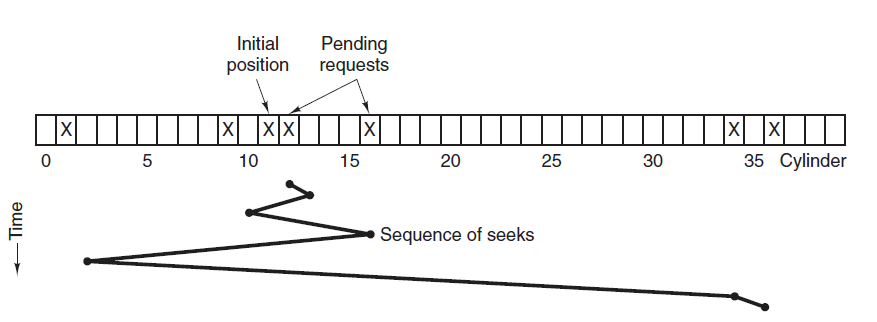 Initial
position
Pending
requests
X X X X X X X
0 5 10 15 20 25 30 35 Cylinder
Time
Sequence of seeks